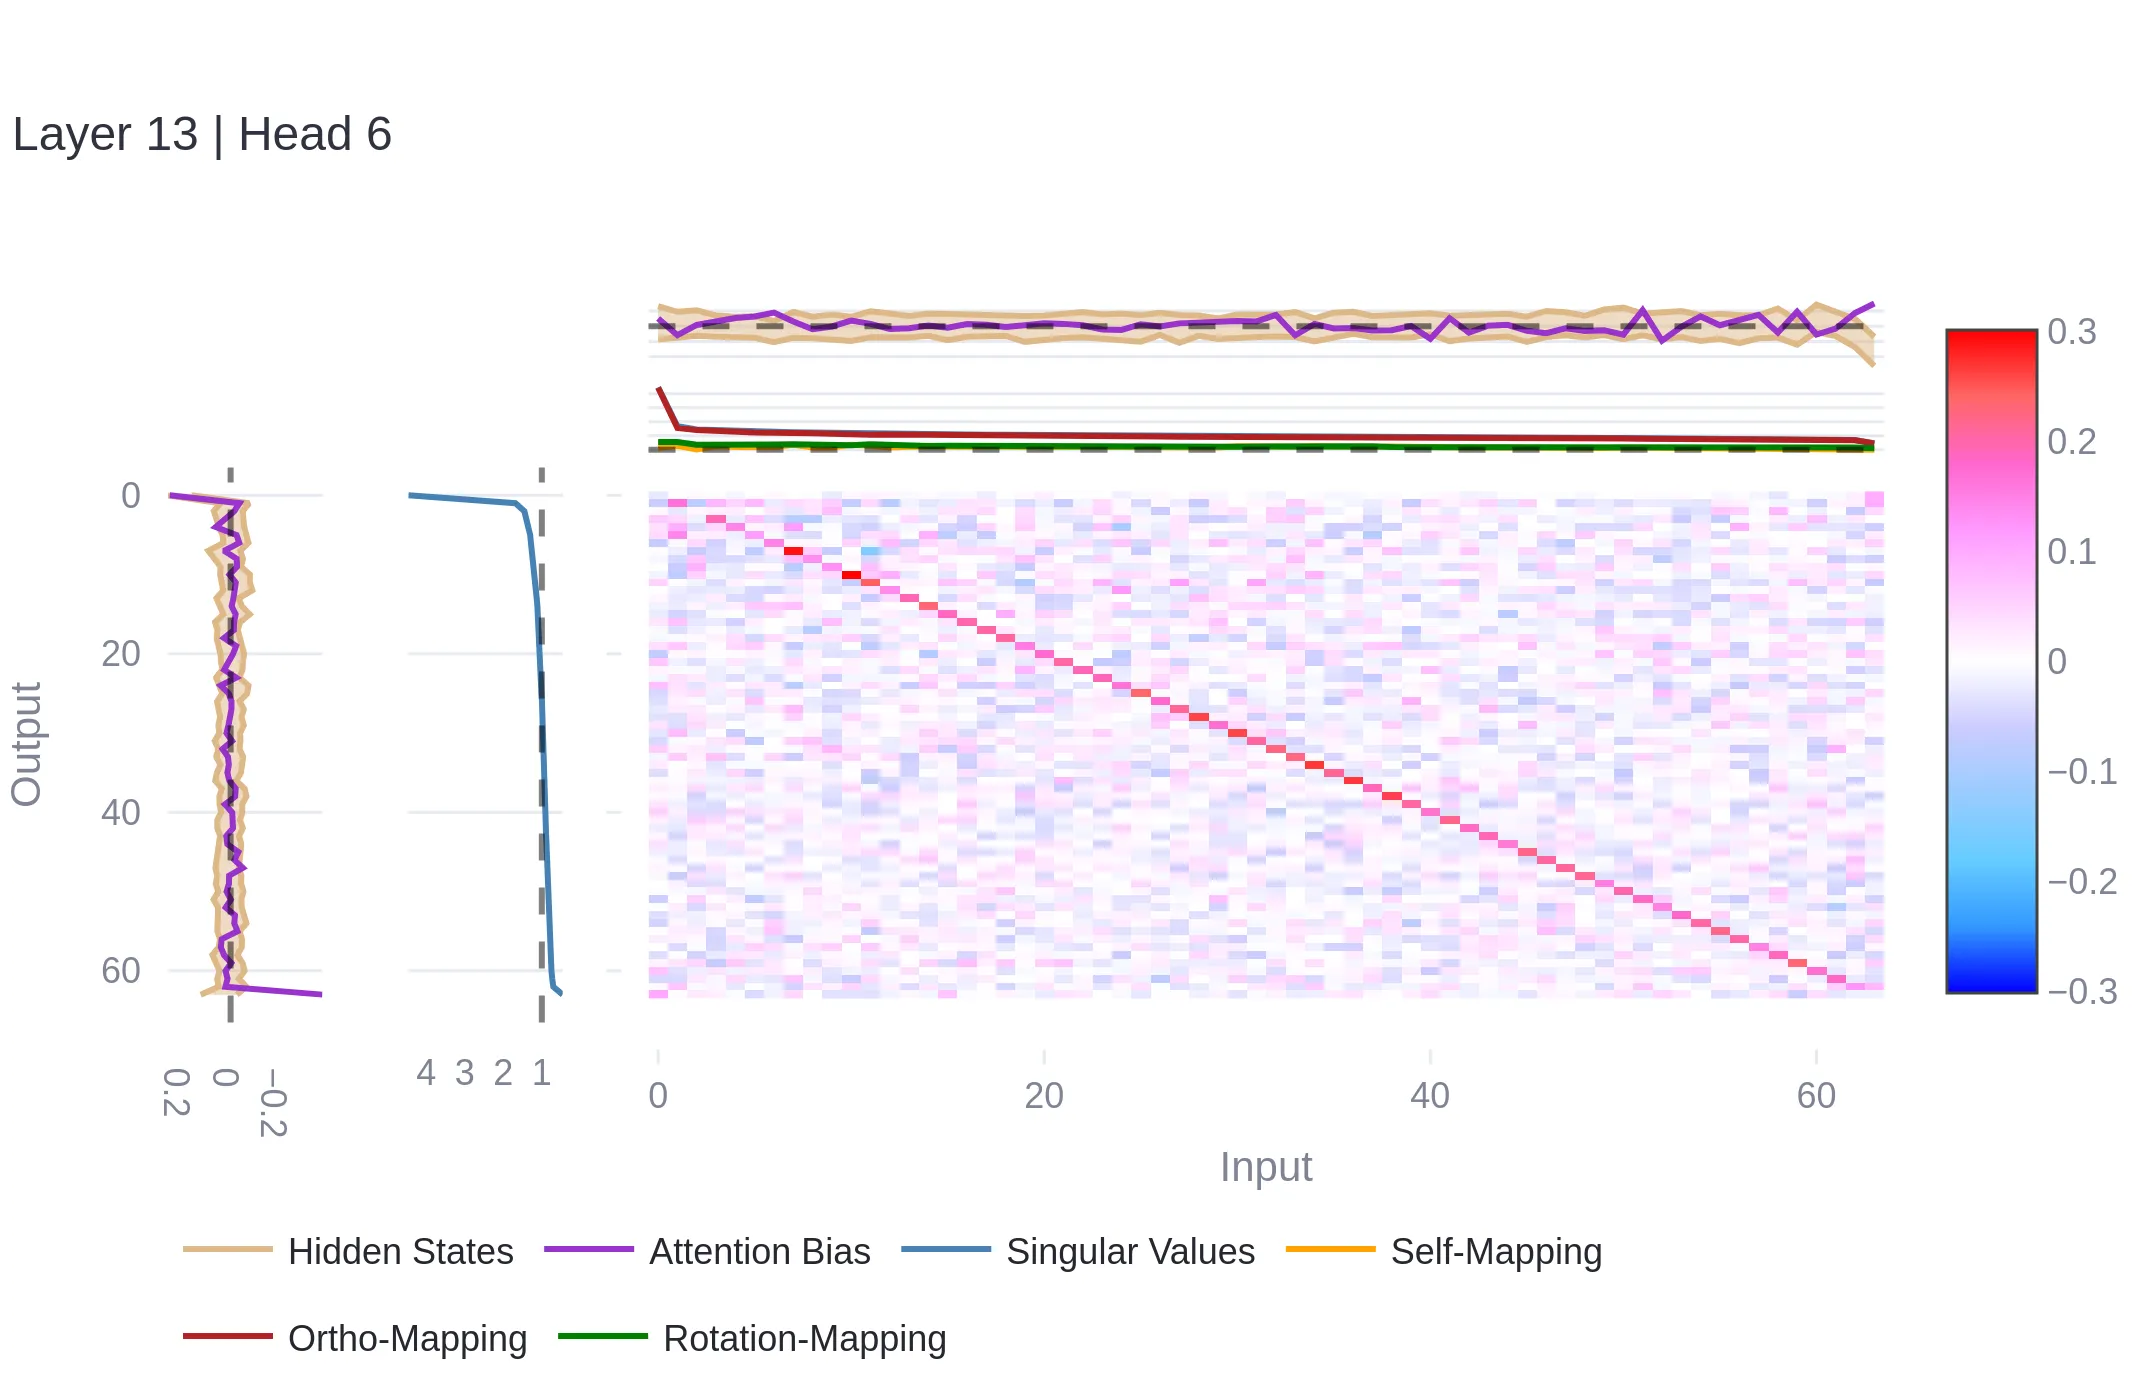 Layer 13 | Head 6
0.3
0.2
0.1
0
−0.1
−0.2
−0.3
0
20
40
60
Output
0.2
0
−0.2
4 3 2 1
0 20 40 60
Input
Hidden States Attention Bias Singular Values Self-Mapping
Ortho-Mapping Rotation-Mapping